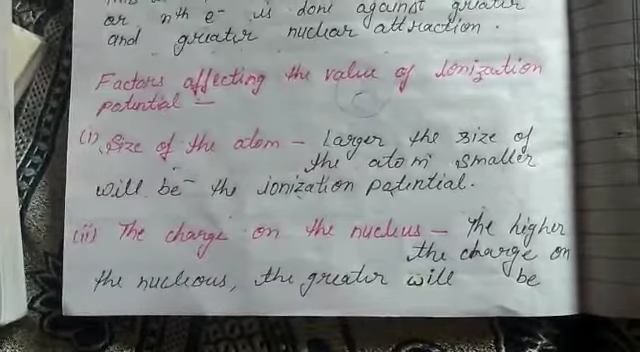 or nth e⁻ is done against greater
and greater nuclear attraction.
Factors affecting the value of Ionization
potential –
(i) Size of the atom – Larger the size of
the atom smaller
will be the ionization potential.
(ii) The charge on the nucleus – The higher
the charge on
the nucleous, the greater will be